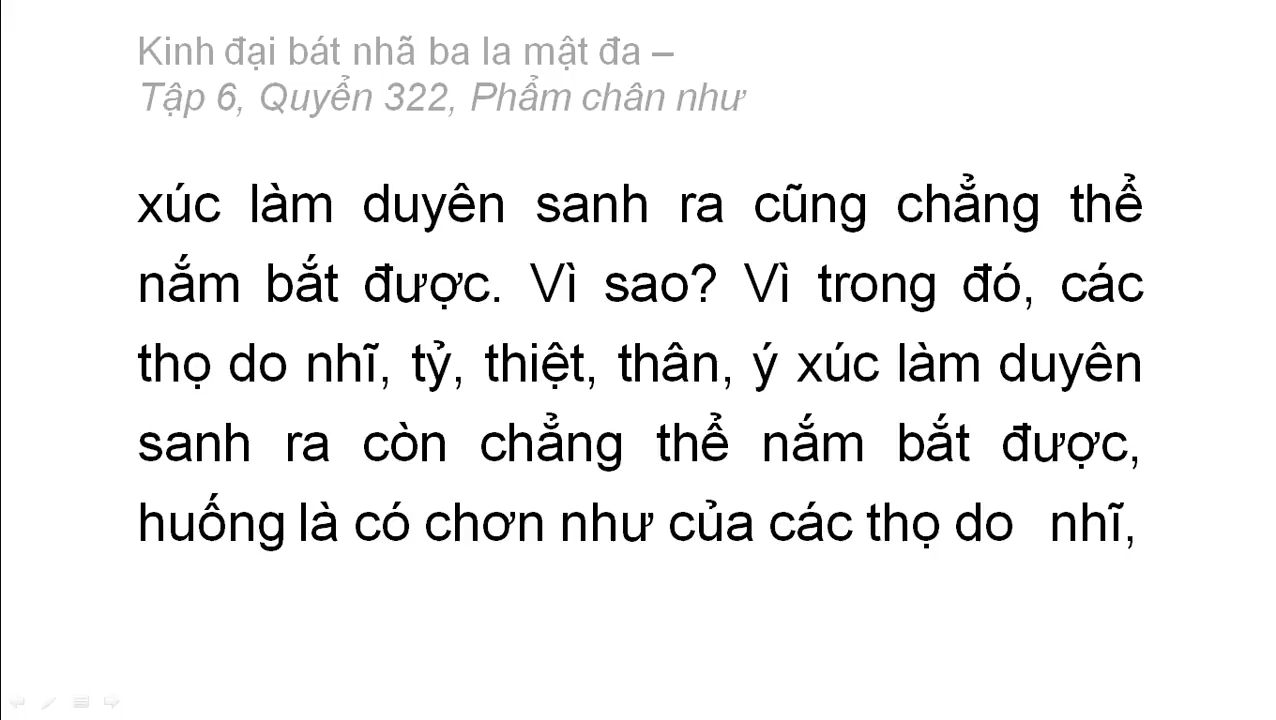 Kinh đại bát nhã ba la mật đa –
Tập 6, Quyển 322, Phẩm chân như
xúc làm duyên sanh ra cũng chẳng thể
nắm bắt được. Vì sao? Vì trong đó, các
thọ do nhĩ, tỷ, thiệt, thân, ý xúc làm duyên
sanh ra còn chẳng thể nắm bắt được,
huống là có chơn như của các thọ do nhĩ,